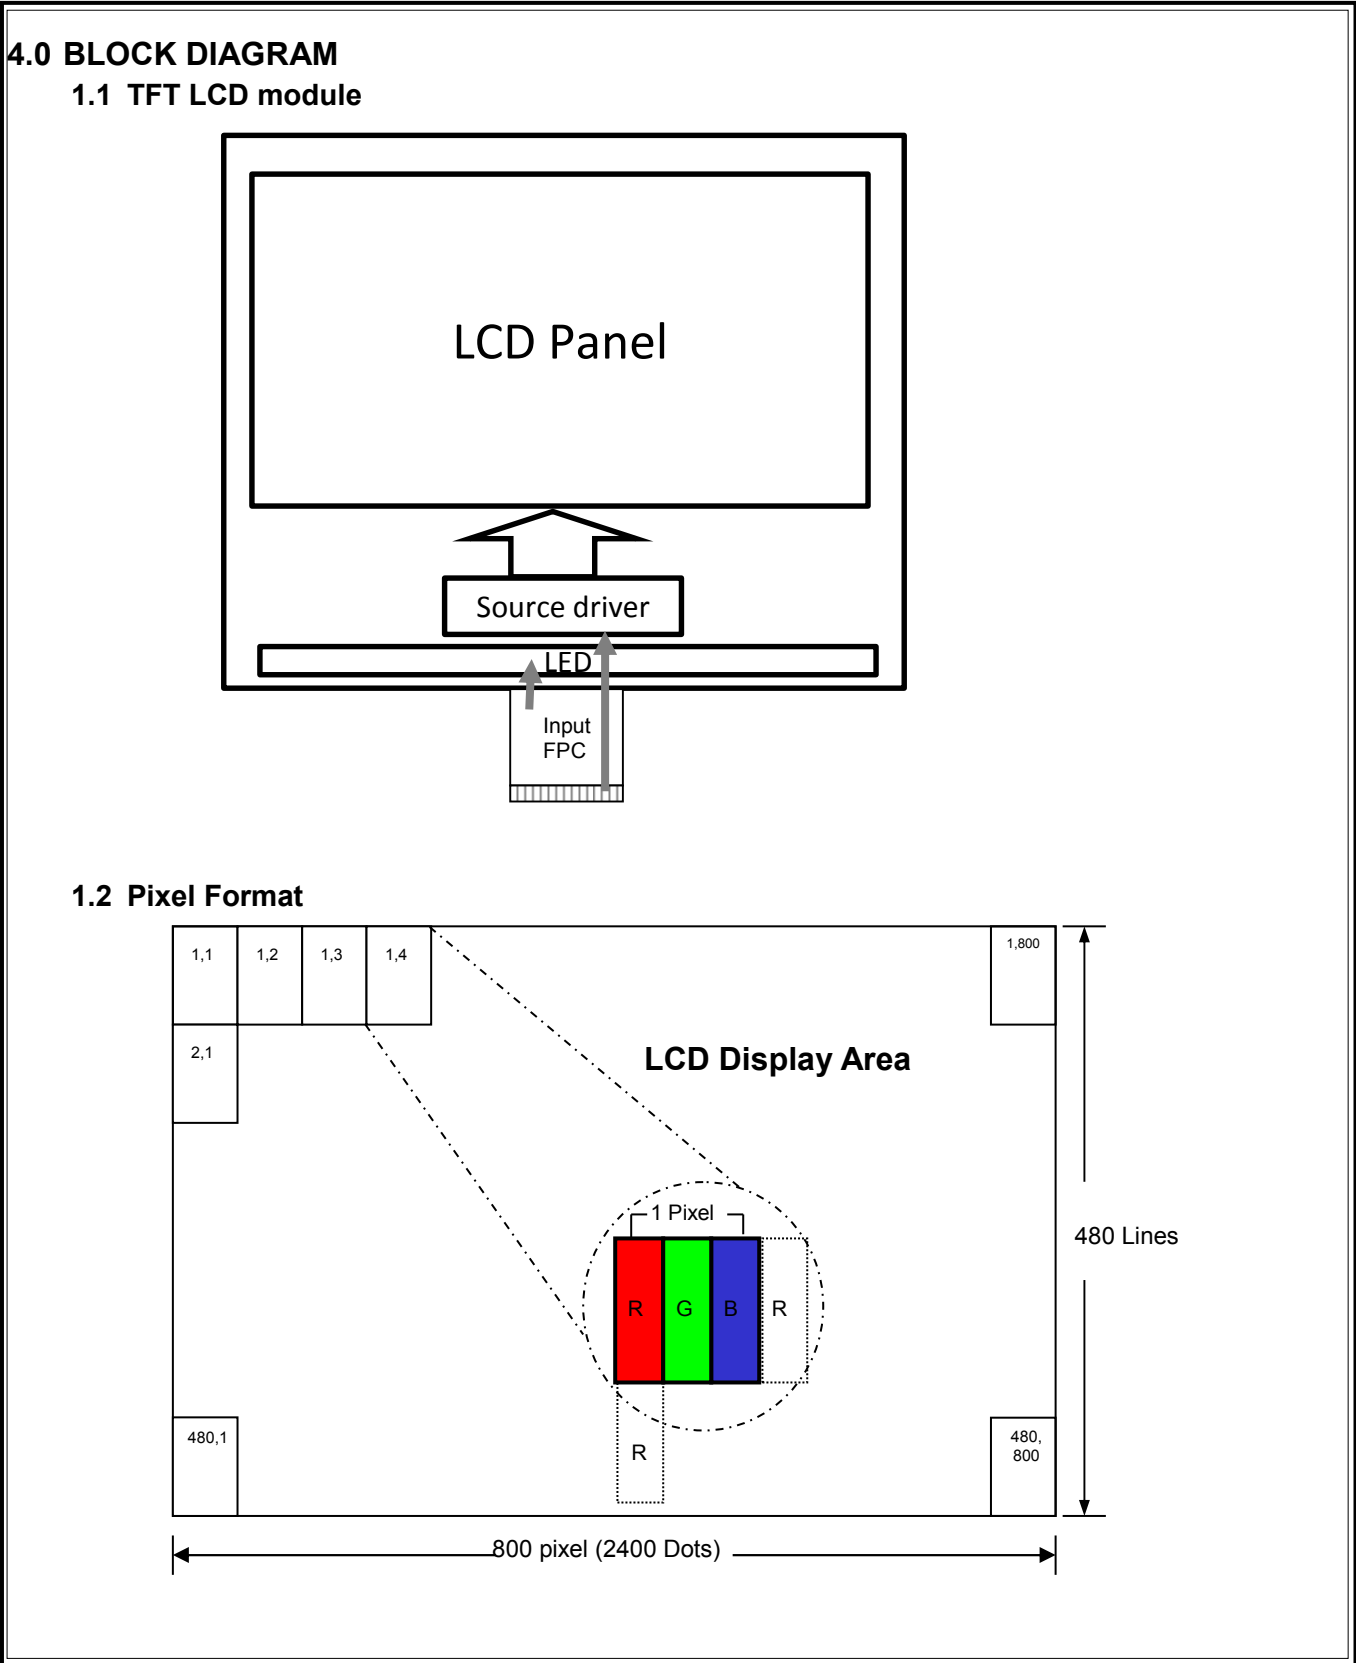 4.0 BLOCK DIAGRAM
1.1 TFT LCD module
LCD Panel
Source driver
LED
Input
FPC
1.2 Pixel Format
1,1 1,2 1,3 1,4 1,800
2,1
LCD Display Area
1 Pixel
480 Lines
R G B R
R
480,1
480,
800
800 pixel (2400 Dots)